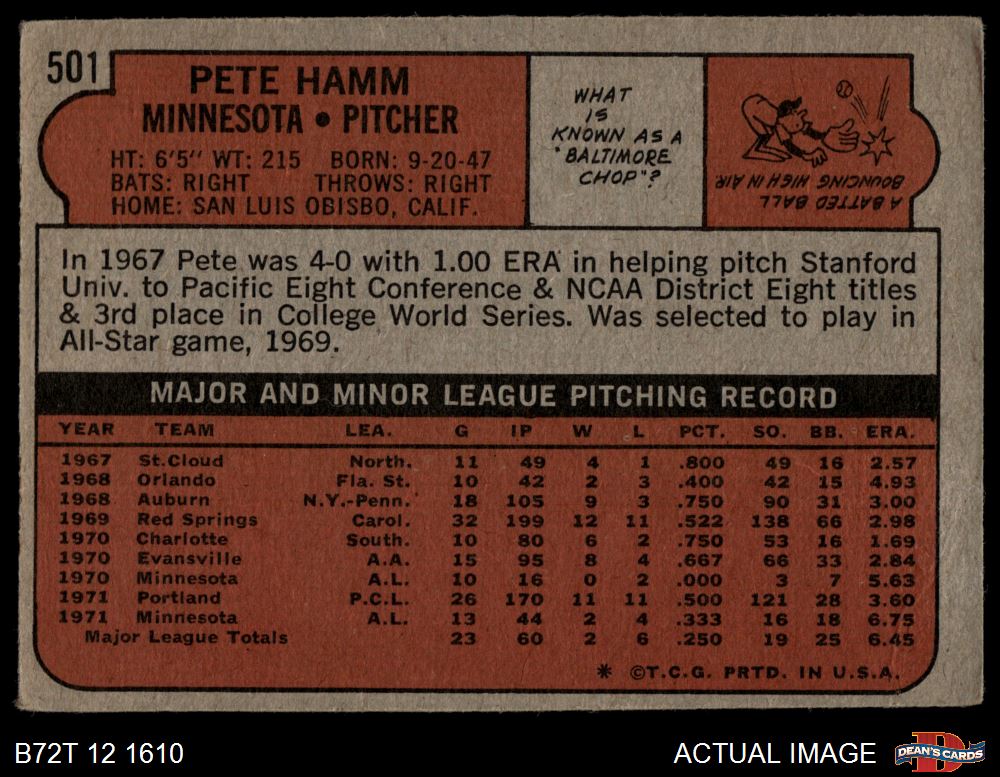 501
PETE HAMM
MINNESOTA • PITCHER
HT: 6'5" WT: 215 BORN: 9-20-47
BATS: RIGHT THROWS: RIGHT
HOME: SAN LUIS OBISBO, CALIF.
WHAT
IS
KNOWN AS A
"BALTIMORE
CHOP"?
A BATTED BALL
BOUNCING HIGH IN AIR
In 1967 Pete was 4-0 with 1.00 ERA in helping pitch Stanford
Univ. to Pacific Eight Conference & NCAA District Eight titles
& 3rd place in College World Series. Was selected to play in
All-Star game, 1969.
MAJOR AND MINOR LEAGUE PITCHING RECORD
YEAR TEAM LEA. G IP W L PCT. SO. BB. ERA.
1967 St.Cloud North. 11 49 4 1 .800 49 16 2.57
1968 Orlando Fla. St. 10 42 2 3 .400 42 15 4.93
1968 Auburn N.Y.-Penn. 18 105 9 3 .750 90 31 3.00
1969 Red Springs Carol. 32 199 12 11 .522 138 66 2.98
1970 Charlotte South. 10 80 6 2 .750 53 16 1.69
1970 Evansville A.A. 15 95 8 4 .667 66 33 2.84
1970 Minnesota A.L. 10 16 0 2 .000 3 7 5.63
1971 Portland P.C.L. 26 170 11 11 .500 121 28 3.60
1971 Minnesota A.L. 13 44 2 4 .333 16 18 6.75
Major League Totals 23 60 2 6 .250 19 25 6.45
* ©T.C.G. PRTD. IN U.S.A.
B72T 12 1610
ACTUAL IMAGE
D
DEAN'S CARDS